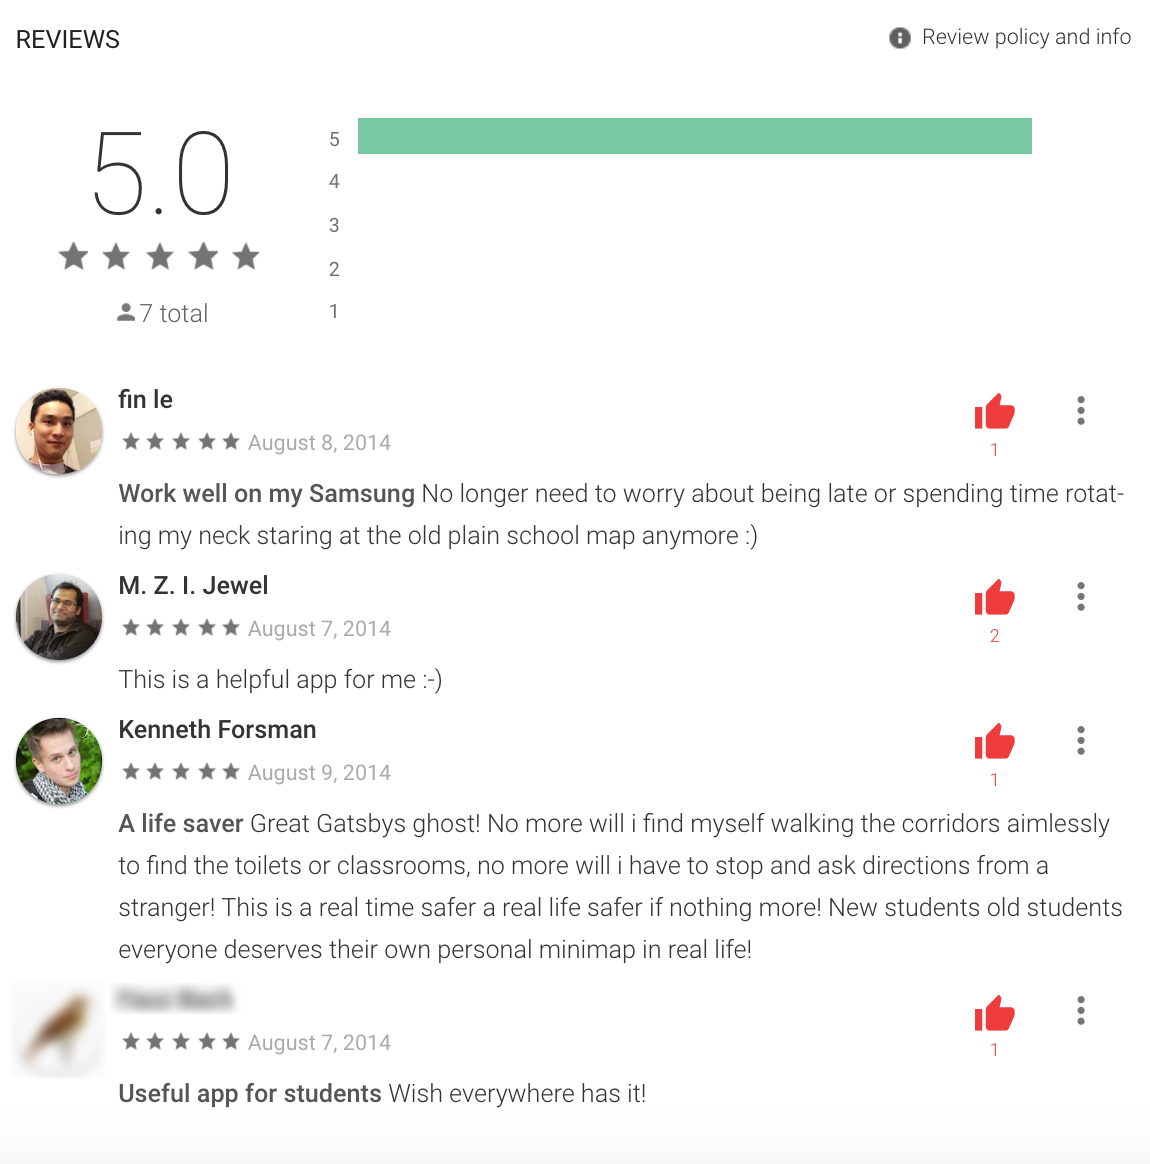 REVIEWS
Review policy and info
5.0
7 total
5
4
3
2
1
fin le
August 8, 2014
1
Work well on my Samsung No longer need to worry about being late or spending time rotat-
ing my neck staring at the old plain school map anymore :)
M. Z. I. Jewel
August 7, 2014
2
This is a helpful app for me :-)
Kenneth Forsman
August 9, 2014
1
A life saver Great Gatsbys ghost! No more will i find myself walking the corridors aimlessly
to find the toilets or classrooms, no more will i have to stop and ask directions from a
stranger! This is a real time safer a real life safer if nothing more! New students old students
everyone deserves their own personal minimap in real life!
August 7, 2014
1
Useful app for students Wish everywhere has it!